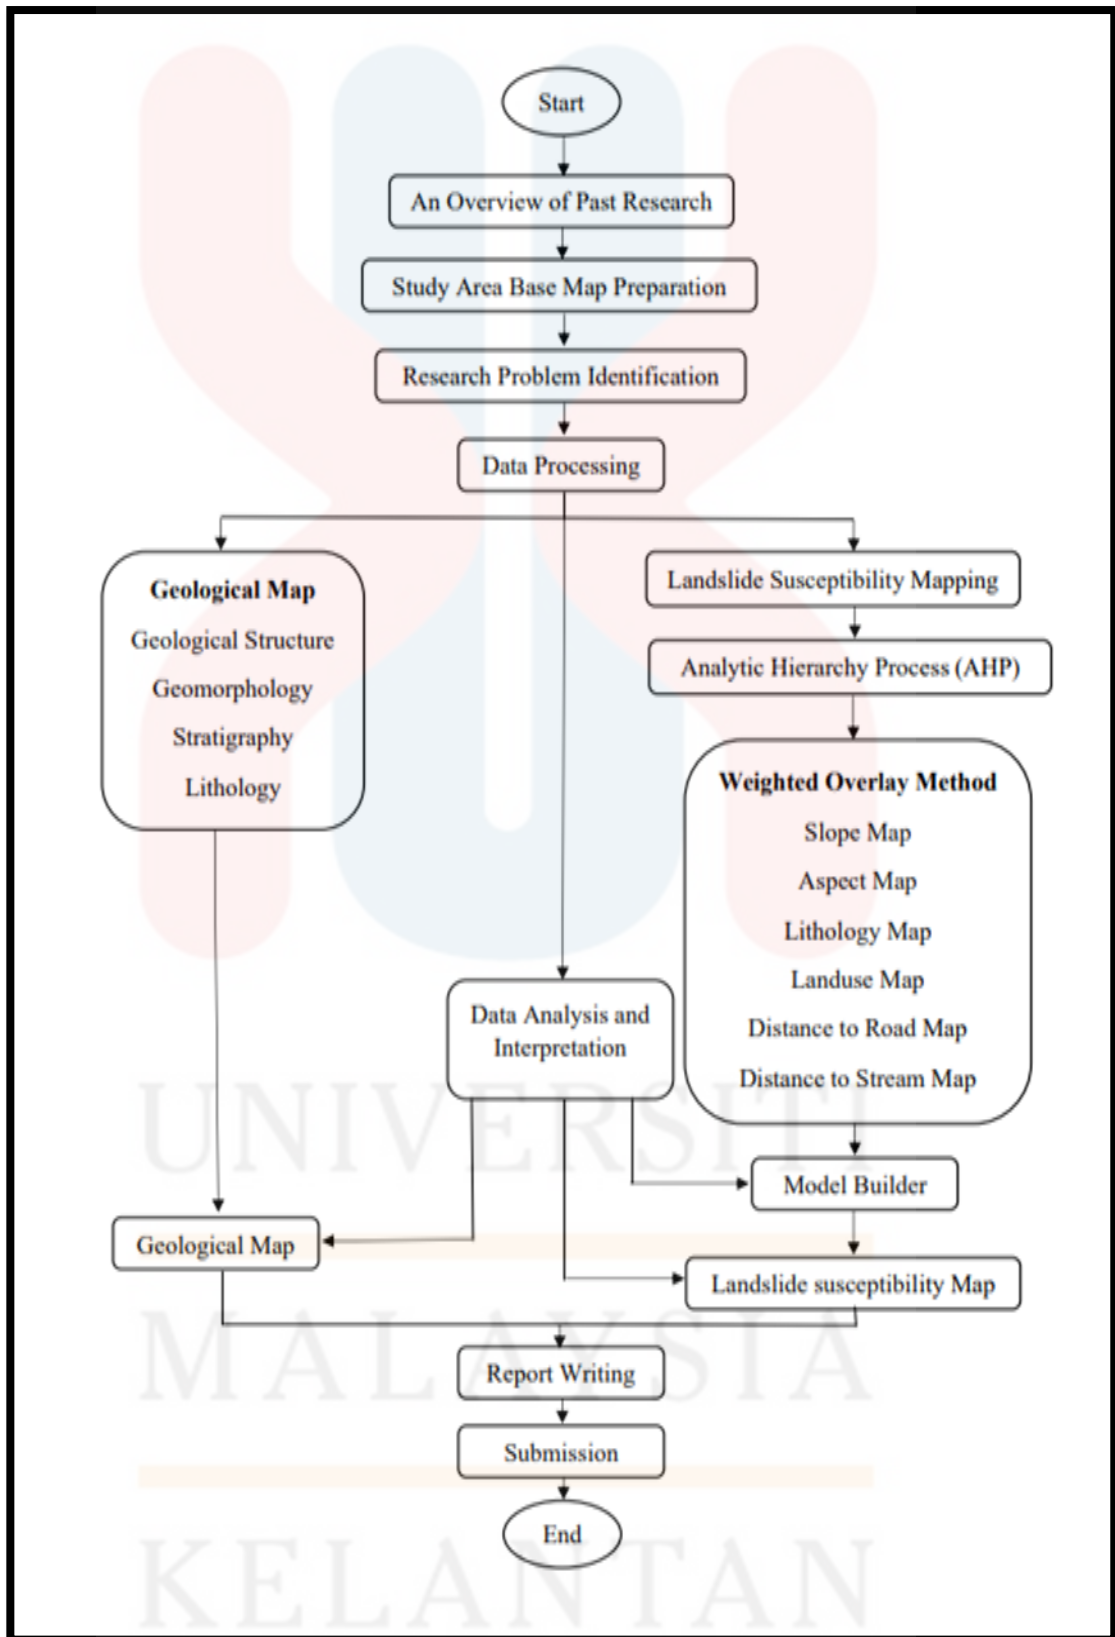 Start
An Overview of Past Research
Study Area Base Map Preparation
Research Problem Identification
Data Processing
Geological Map
Geological Structure
Geomorphology
Stratigraphy
Lithology
Landslide Susceptibility Mapping
Analytic Hierarchy Process (AHP)
Weighted Overlay Method
Slope Map
Aspect Map
Lithology Map
Landuse Map
Distance to Road Map
Distance to Stream Map
Data Analysis and
Interpretation
Model Builder
Geological Map
Landslide susceptibility Map
Report Writing
Submission
End
UNIVERSITI
MALAYSIA
KELANTAN